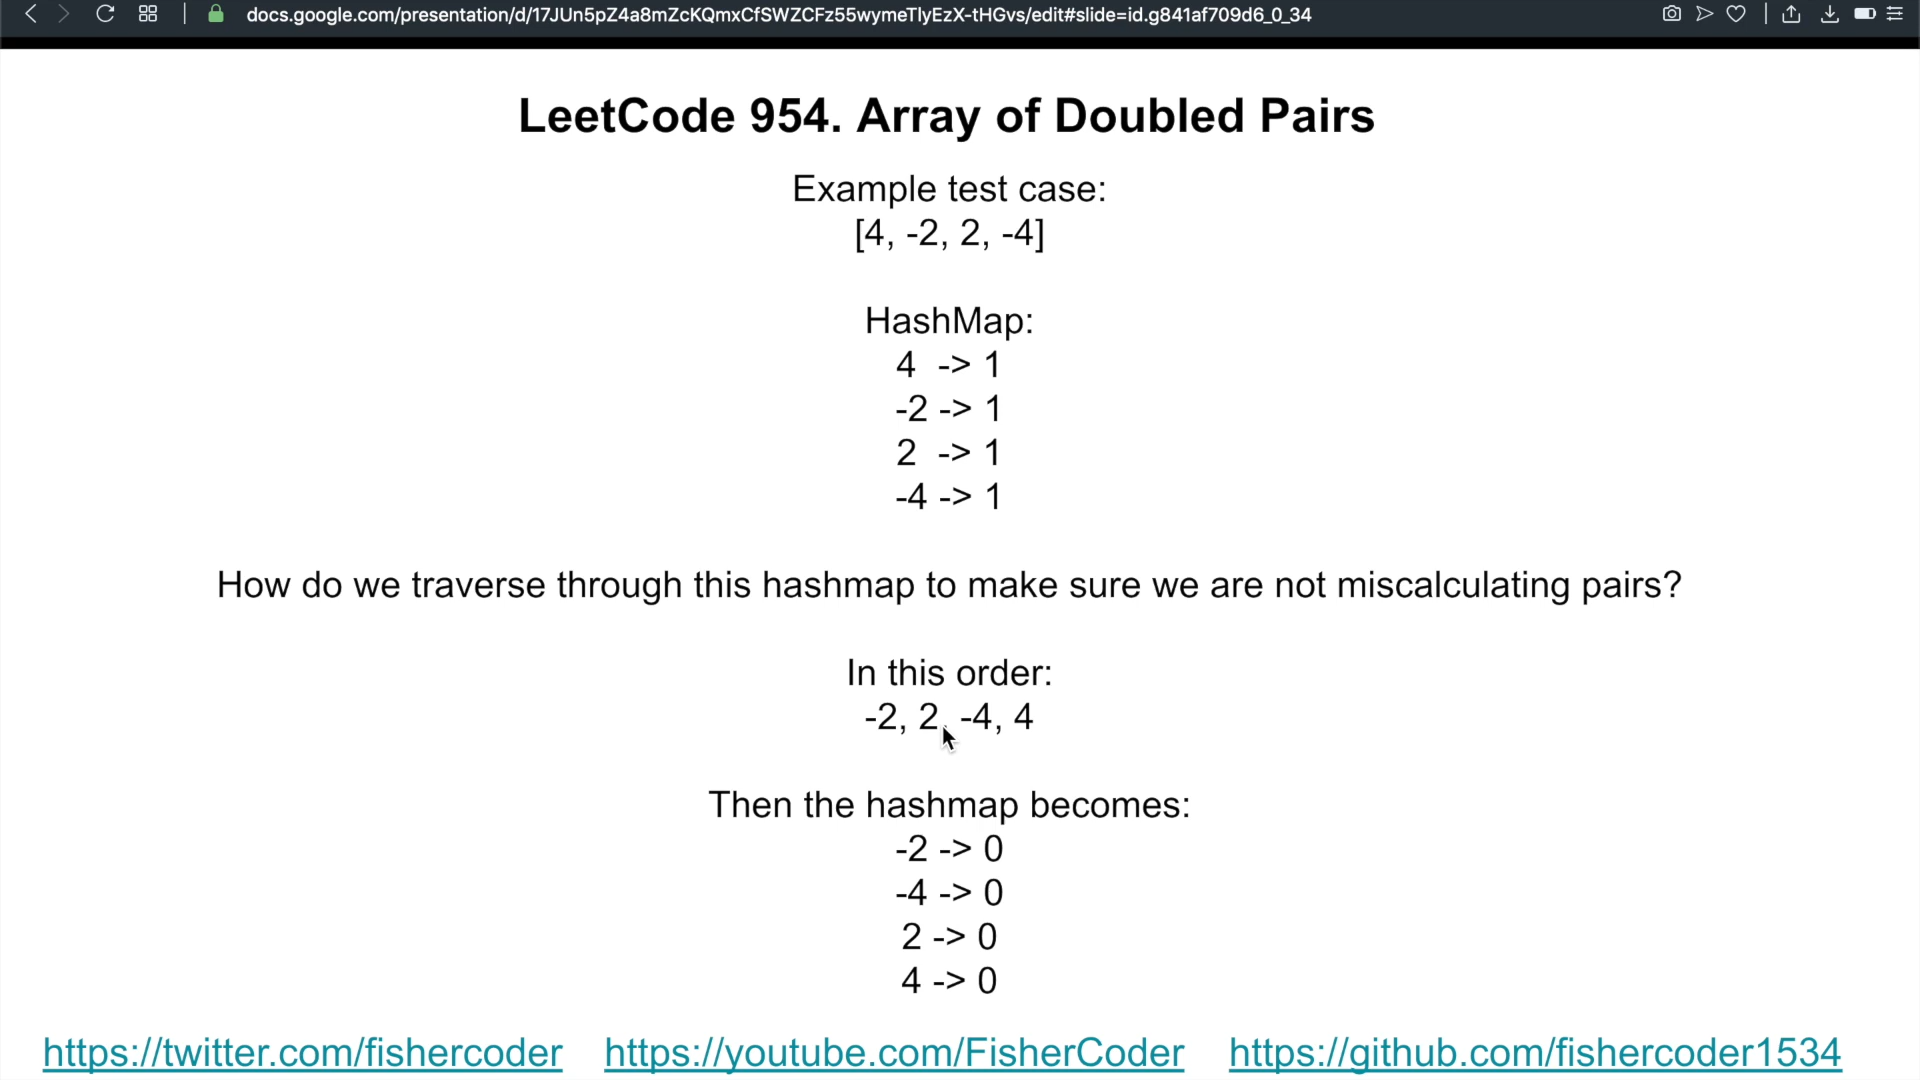 docs.google.com/presentation/d/17JUn5pZ4a8mZcKQmxCfSWZCFz55wymeTlyEzX-tHGvs/edit#slide=id.g841af709d6_0_34
LeetCode 954. Array of Doubled Pairs
Example test case:
[4, -2, 2, -4]
HashMap:
4 -> 1
-2 -> 1
2 -> 1
-4 -> 1
How do we traverse through this hashmap to make sure we are not miscalculating pairs?
In this order:
-2, 2, -4, 4
Then the hashmap becomes:
-2 -> 0
-4 -> 0
2 -> 0
4 -> 0
https://twitter.com/fishercoder https://youtube.com/FisherCoder https://github.com/fishercoder1534